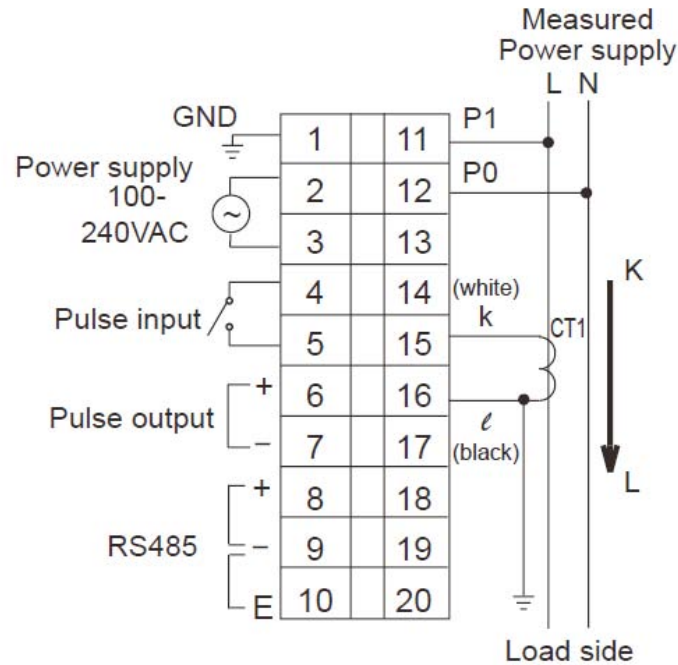 Measured
Power supply
L N
GND
1
11
P1
Power supply
100-
240VAC
~
2
12
P0
3
13
Pulse input
4
14
(white)
k
K
5
15
CT1
Pulse output
+
6
16
ℓ
−
7
17
(black)
L
RS485
+
8
18
−
9
19
E
10
20
Load side